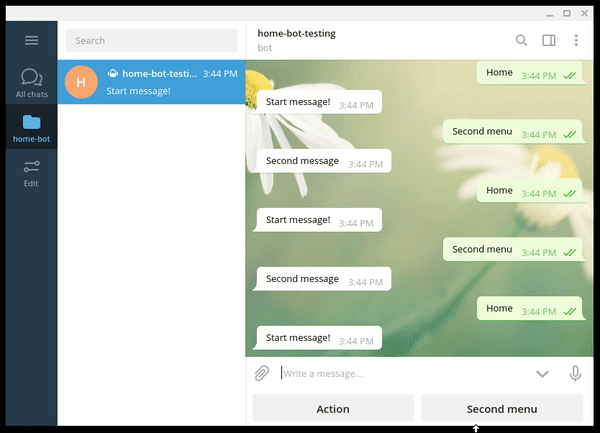 Search
home-bot-testing
bot
All chats
home-bot
Edit
H
home-bot-testi... 3:44 PM
Start message!
Home 3:44 PM
Start message! 3:44 PM
Second menu 3:44 PM
Second message 3:44 PM
Home 3:44 PM
Start message! 3:44 PM
Second menu 3:44 PM
Second message 3:44 PM
Home 3:44 PM
Start message! 3:44 PM
Write a message...
Action
Second menu